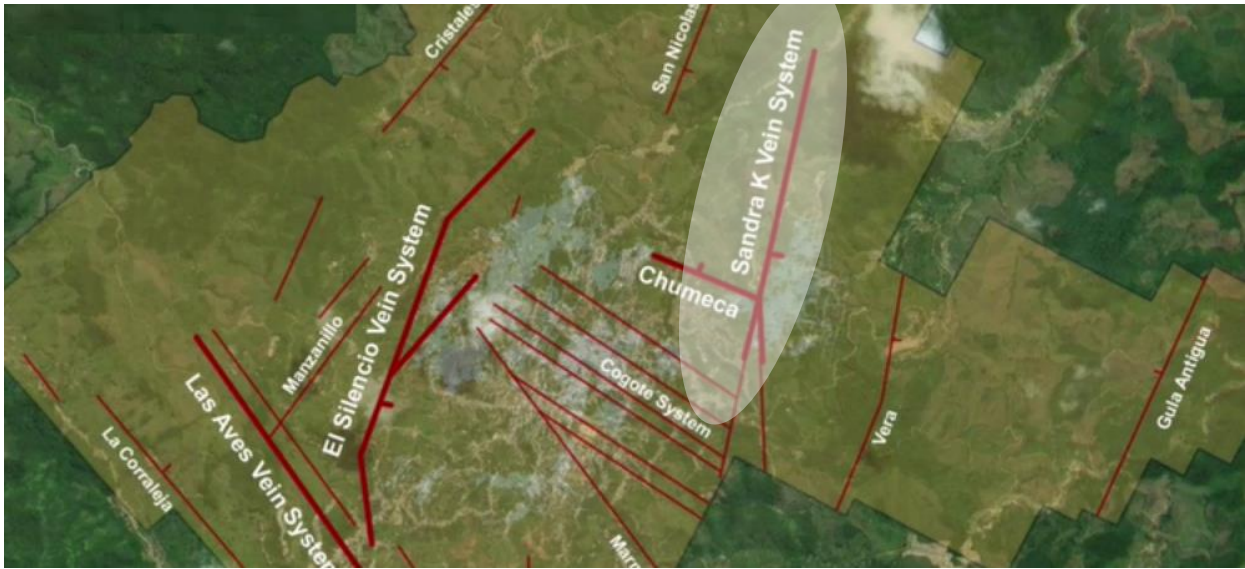 Cristales
San Nicolas
Sandra K Vein System
Chumeca
El Silencio Vein System
Manzanillo
Las Aves Vein System
La Corraleja
Cogote System
Vera
Gula Antigua